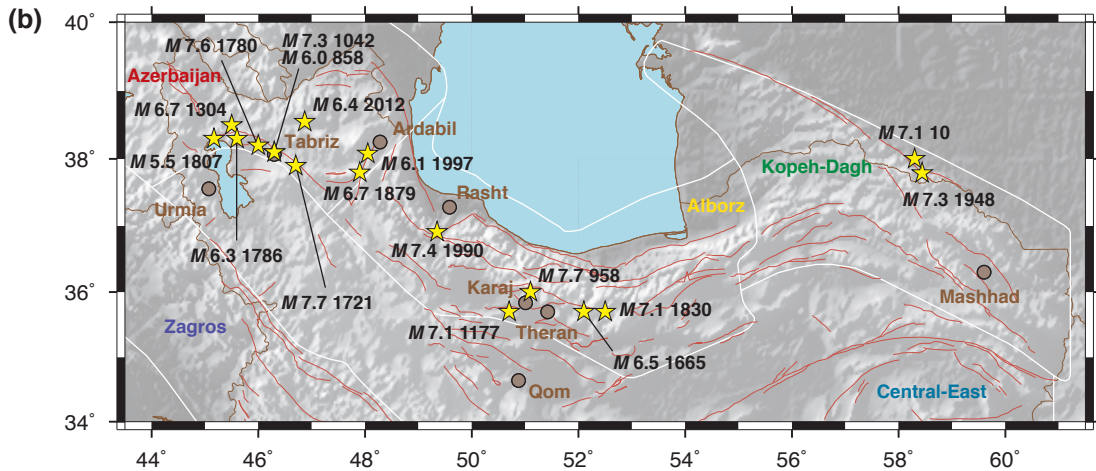 (b)
40°
38°
36°
34°
M 7.6 1780
M 7.3 1042
M 6.0 858
Azerbaijan
M 6.7 1304
M 6.4 2012
Tabriz
Ardabil
M 5.5 1807
M 6.1 1997
M 6.7 1879
Urmia
Rasht
M 6.3 1786
M 7.4 1990
M 7.7 1721
Zagros
Karaj
M 7.7 958
M 7.1 1177
Theran
M 7.1 1830
M 6.5 1665
Qom
Alborz
Kopeh-Dagh
M 7.1 10
M 7.3 1948
Mashhad
Central-East
44° 46° 48° 50° 52° 54° 56° 58° 60°